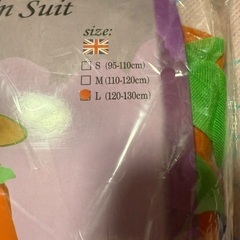 n Suit
size:
S (95-110cm)
M (110-120cm)
L (120-130cm)